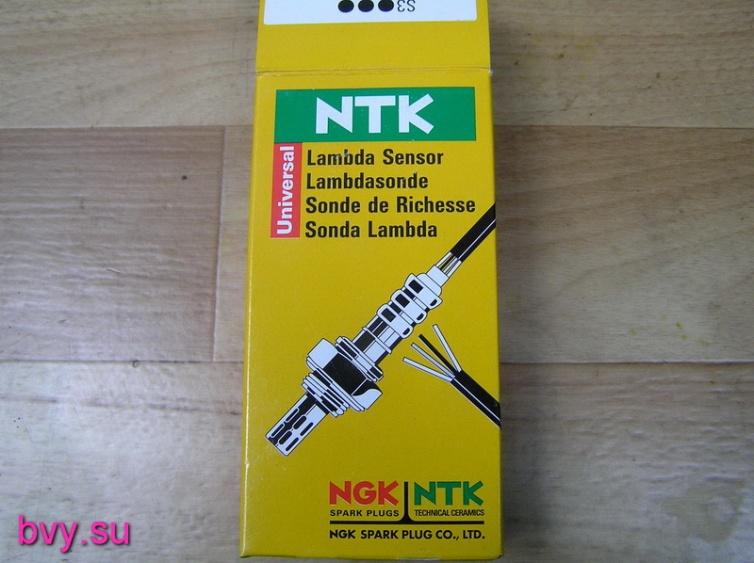 ●●●S3
NTK
Universal
Lambda Sensor
Lambdasonde
Sonde de Richesse
Sonda Lambda
NGK NTK
SPARK PLUGS TECHNICAL CERAMICS
NGK SPARK PLUG CO., LTD.
bvy.su